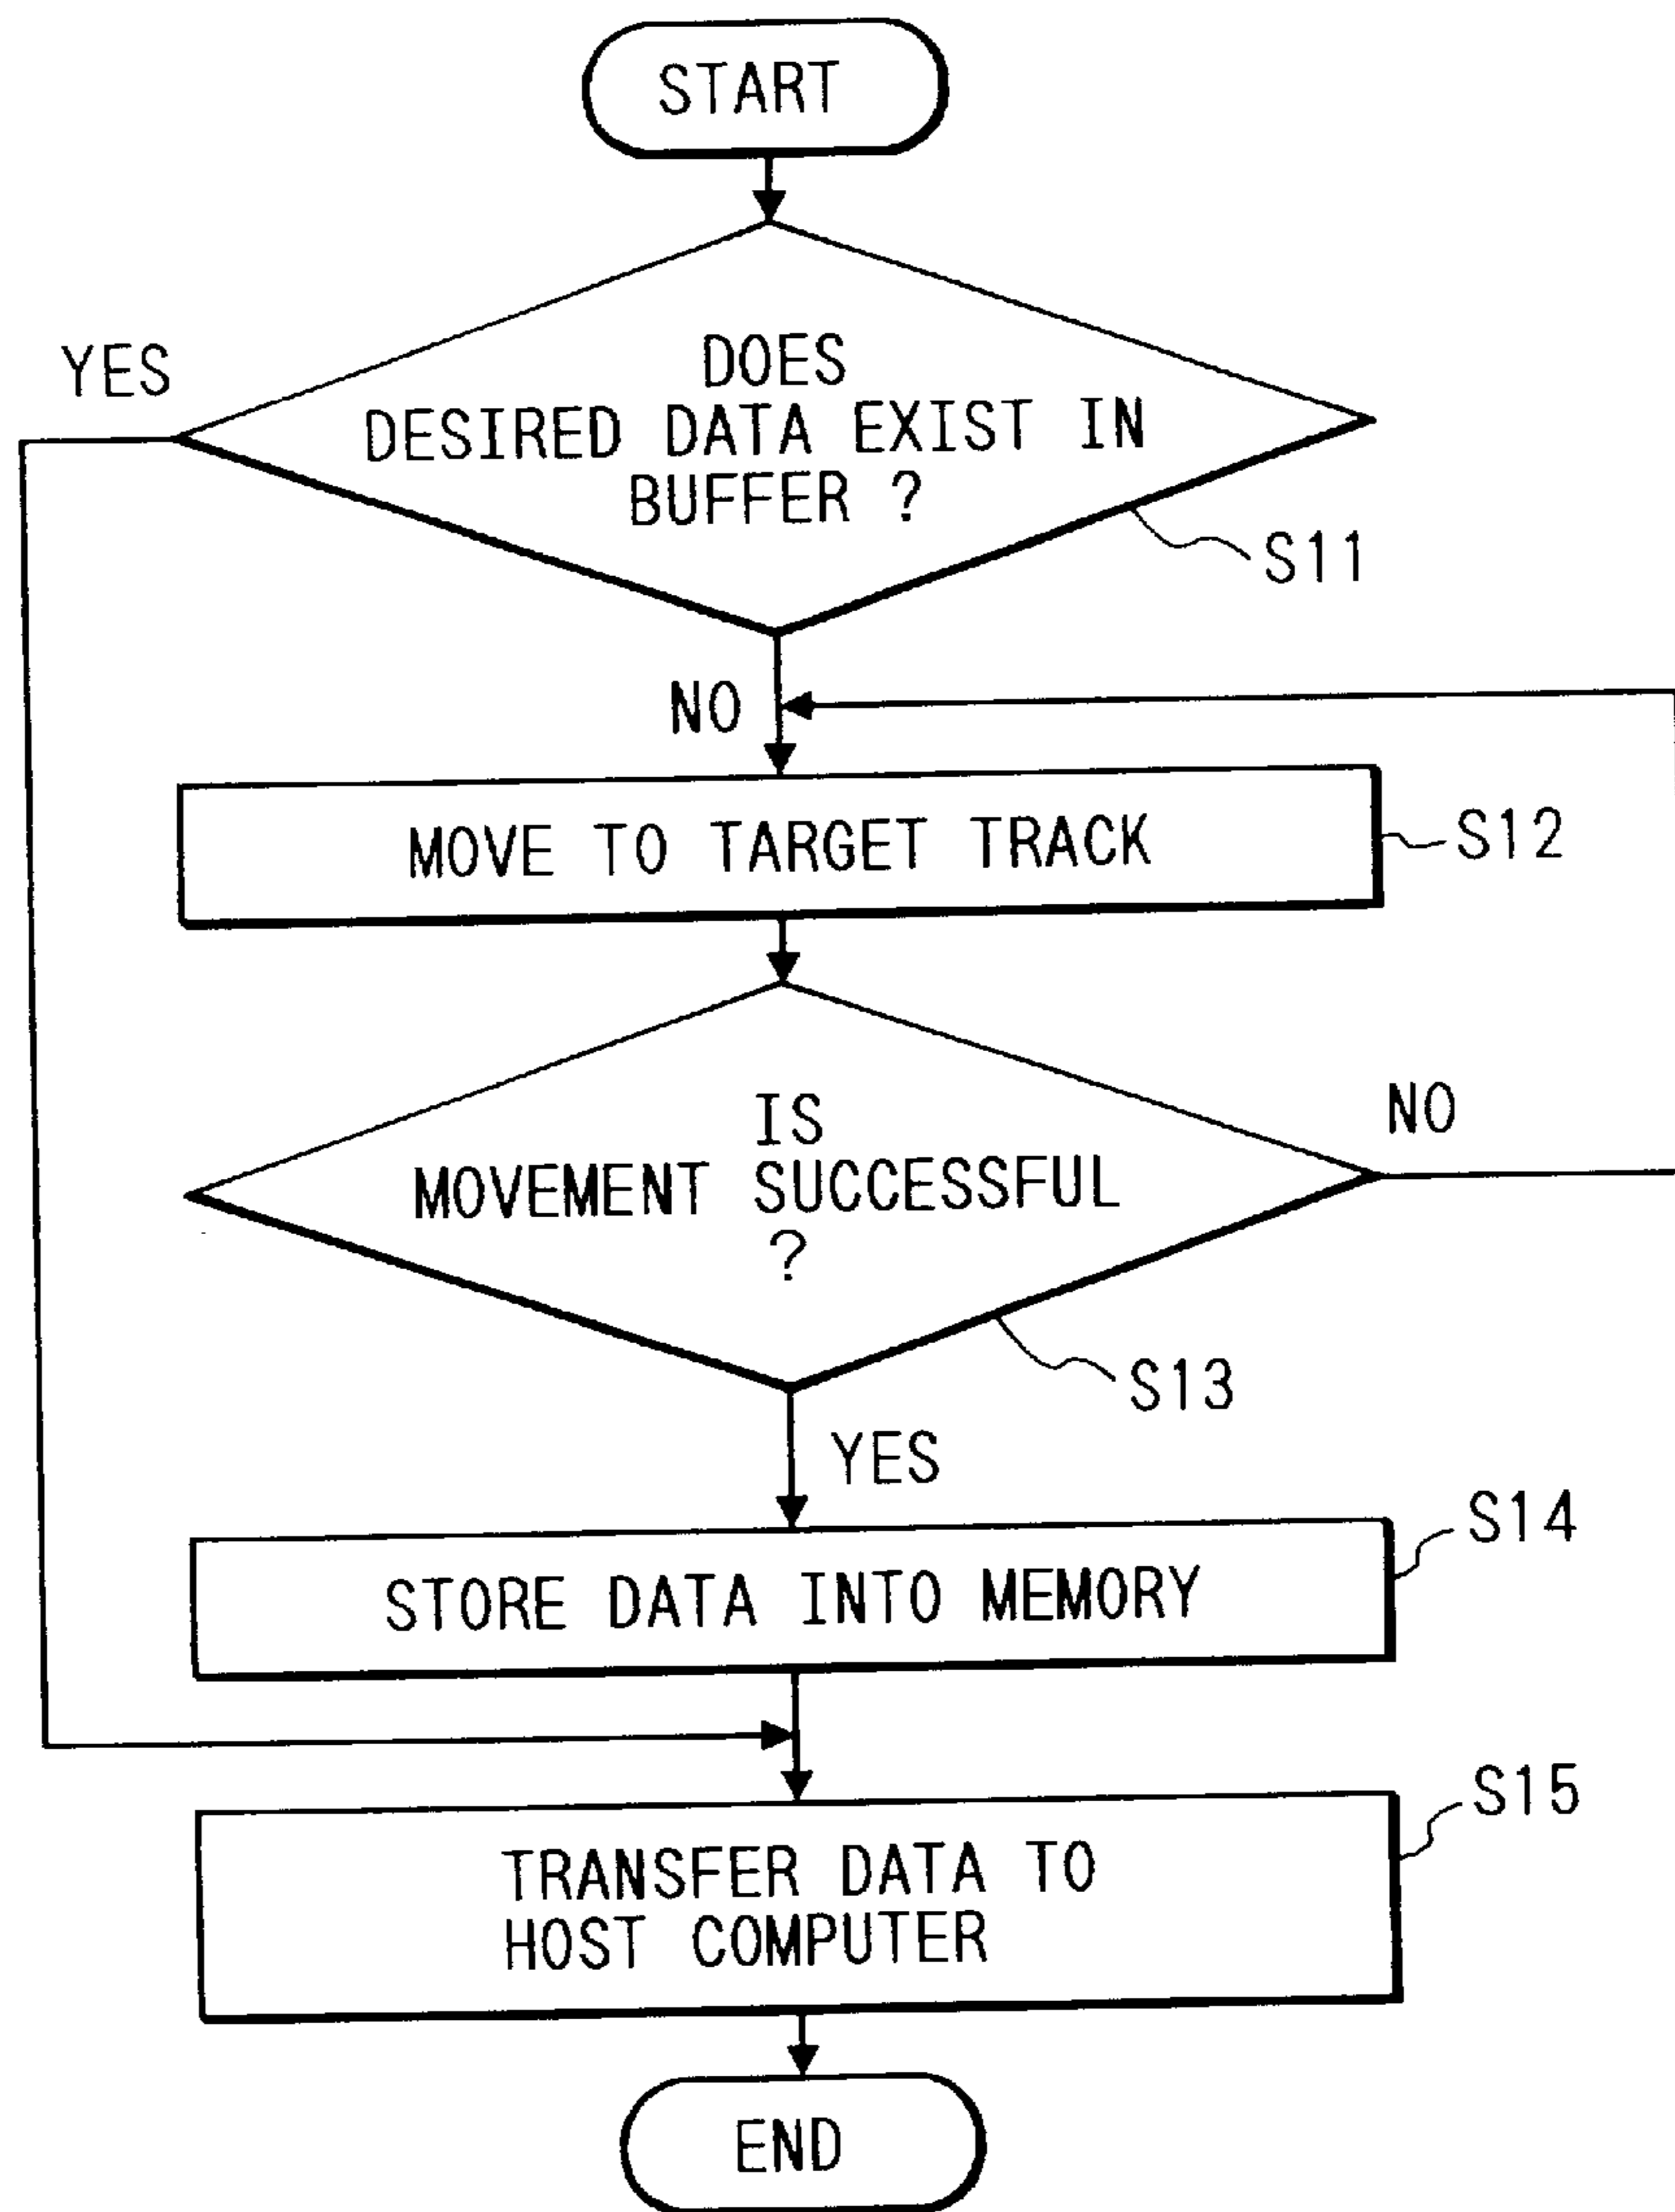 START
DOES
YES
DESIRED DATA EXIST IN
BUFFER ?
S11
NO
MOVE TO TARGET TRACK
S12
IS
NO
MOVEMENT SUCCESSFUL
?
S13
YES
S14
STORE DATA INTO MEMORY
S15
TRANSFER DATA TO
HOST COMPUTER
END